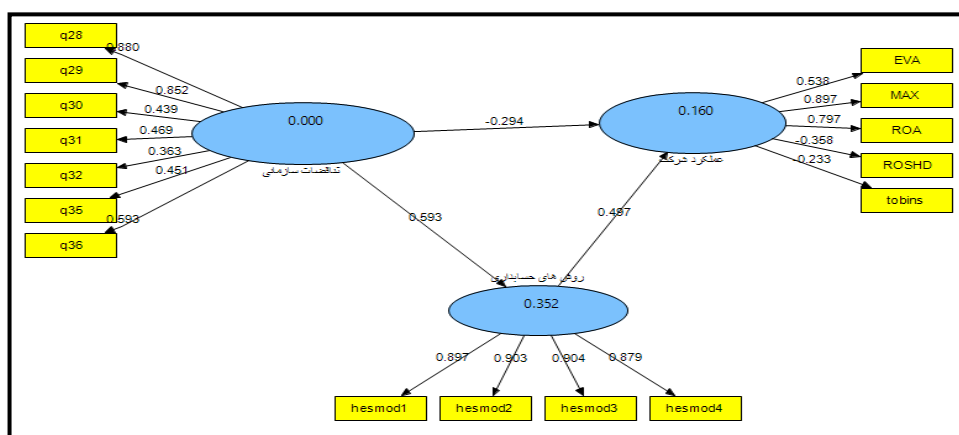 q28
0.880
q29
0.852
q30
0.439
q31
0.469
q32
0.363
q35
0.451
q36
0.593
0.000
تناقضات سازمانی
-0.294
0.593
0.160
عملکرد شرکت
0.497
0.538
EVA
0.897
MAX
0.797
ROA
-0.358
ROSHD
-0.233
tobins
روش های حسابداری
0.352
0.897
0.903
0.904
0.879
hesmod1
hesmod2
hesmod3
hesmod4